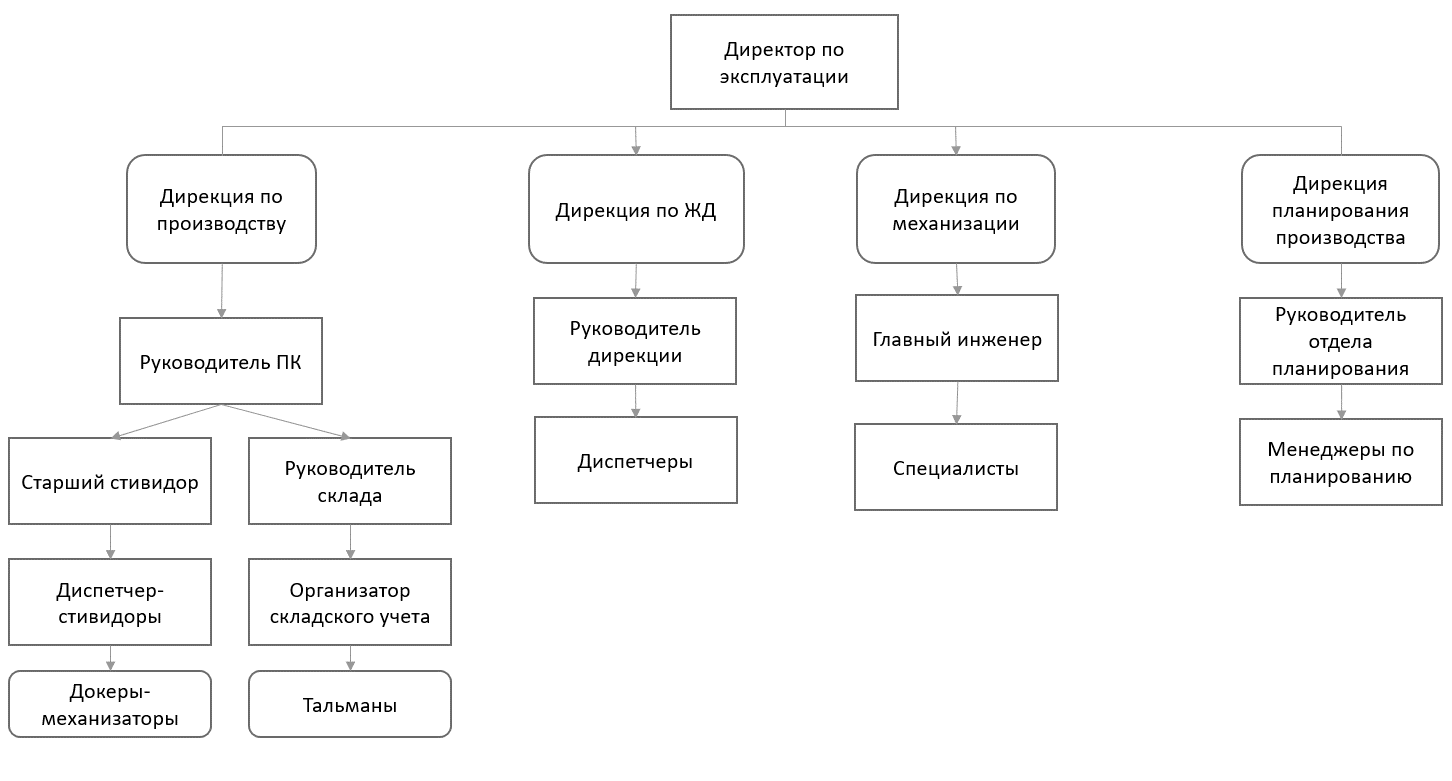 Директор по
эксплуатации
Дирекция по
производству
Дирекция по ЖД
Дирекция по
механизации
Дирекция
планирования
производства
Руководитель ПК
Руководитель
дирекции
Главный инженер
Руководитель
отдела
планирования
Старший стивидор
Руководитель
склада
Диспетчеры
Специалисты
Менеджеры по
планированию
Диспетчер-
стивидоры
Организатор
складского учета
Докеры-
механизаторы
Тальманы